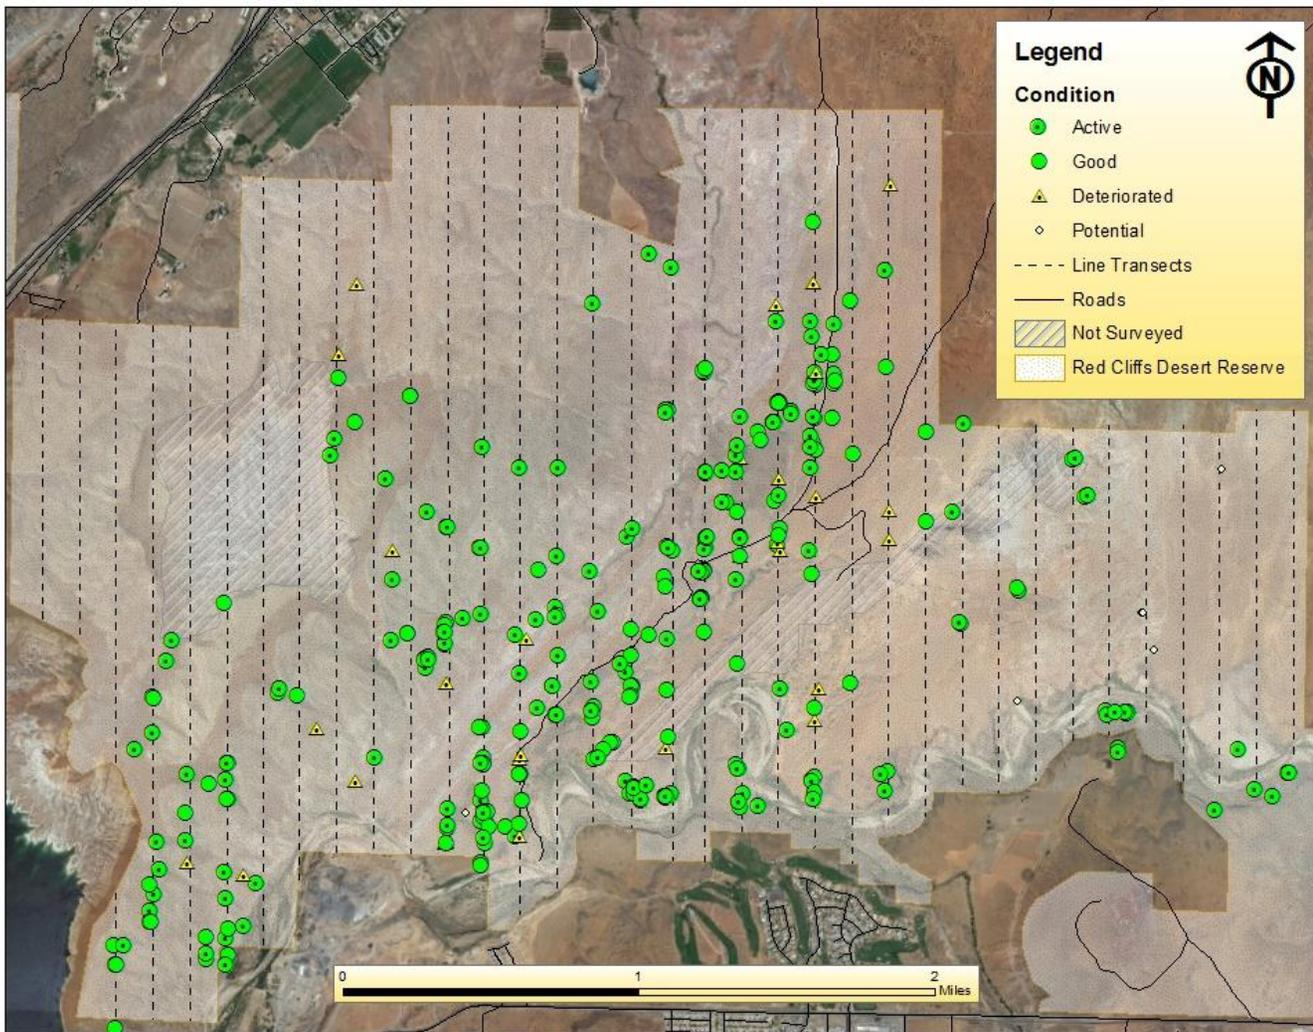 Legend
N
Condition
Active
Good
Deteriorated
Potential
Line Transects
Roads
Not Surveyed
Red Cliffs Desert Reserve
0 1 2
Miles